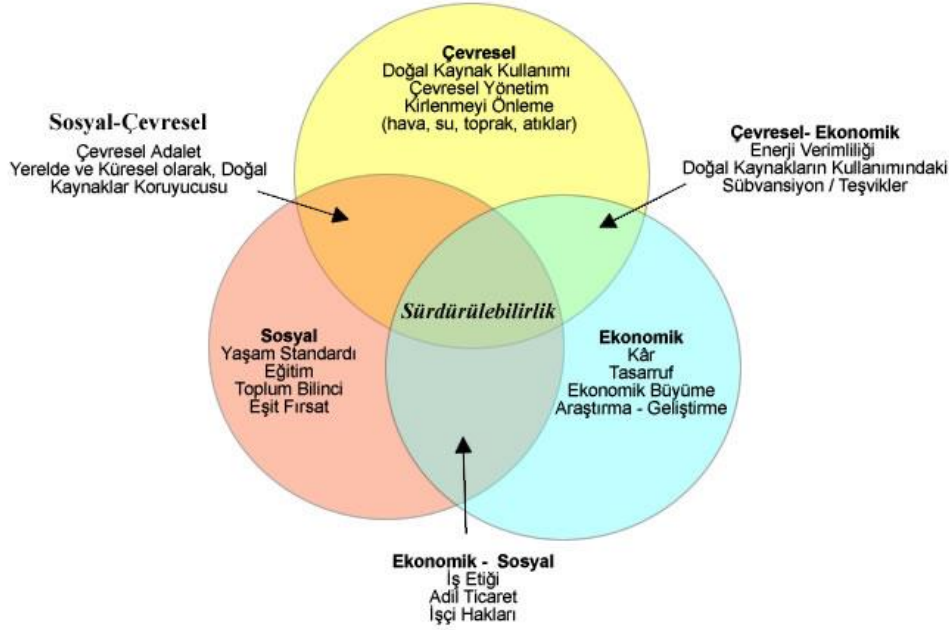 Çevresel
Doğal Kaynak Kullanımı
Çevresel Yönetim
Kirlenmeyi Önleme
(hava, su, toprak, atıklar)
Sosyal-Çevresel
Çevresel Adalet
Yerelde ve Küresel olarak, Doğal
Kaynaklar Koruyucusu
Çevresel- Ekonomik
Enerji Verimliliği
Doğal Kaynakların Kullanımındaki
Sübvansiyon / Teşvikler
Sürdürülebilirlik
Sosyal
Yaşam Standardı
Eğitim
Toplum Bilinci
Eşit Fırsat
Ekonomik
Kâr
Tasarruf
Ekonomik Büyüme
Araştırma - Geliştirme
Ekonomik - Sosyal
İş Etiği
Adil Ticaret
İşçi Hakları